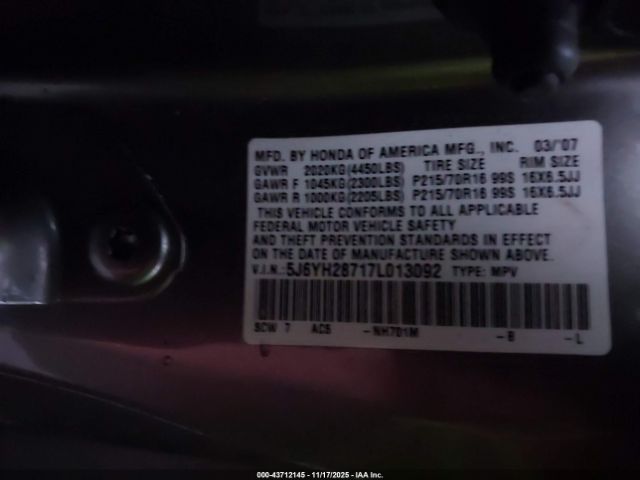 MFD. BY HONDA OF AMERICA MFG., INC. 03/'07
GVWR 2020KG(4450LBS) TIRE SIZE RIM SIZE
GAWR F 1045KG(2300LBS) P215/70R16 99S 16X6.5JJ
GAWR R 1000KG(2205LBS) P215/70R16 99S 16X6.5JJ
THIS VEHICLE CONFORMS TO ALL APPLICABLE
FEDERAL MOTOR VEHICLE SAFETY
AND THEFT PREVENTION STANDARDS IN EFFECT
ON THE DATE OF MANUFACTURE SHOWN ABOVE.
V.I.N.:5J6YH28717L013092 TYPE: MPV
SCW 7 AC5 -NH701M -B -L
000-43712145 - 11/17/2025 - IAA Inc.